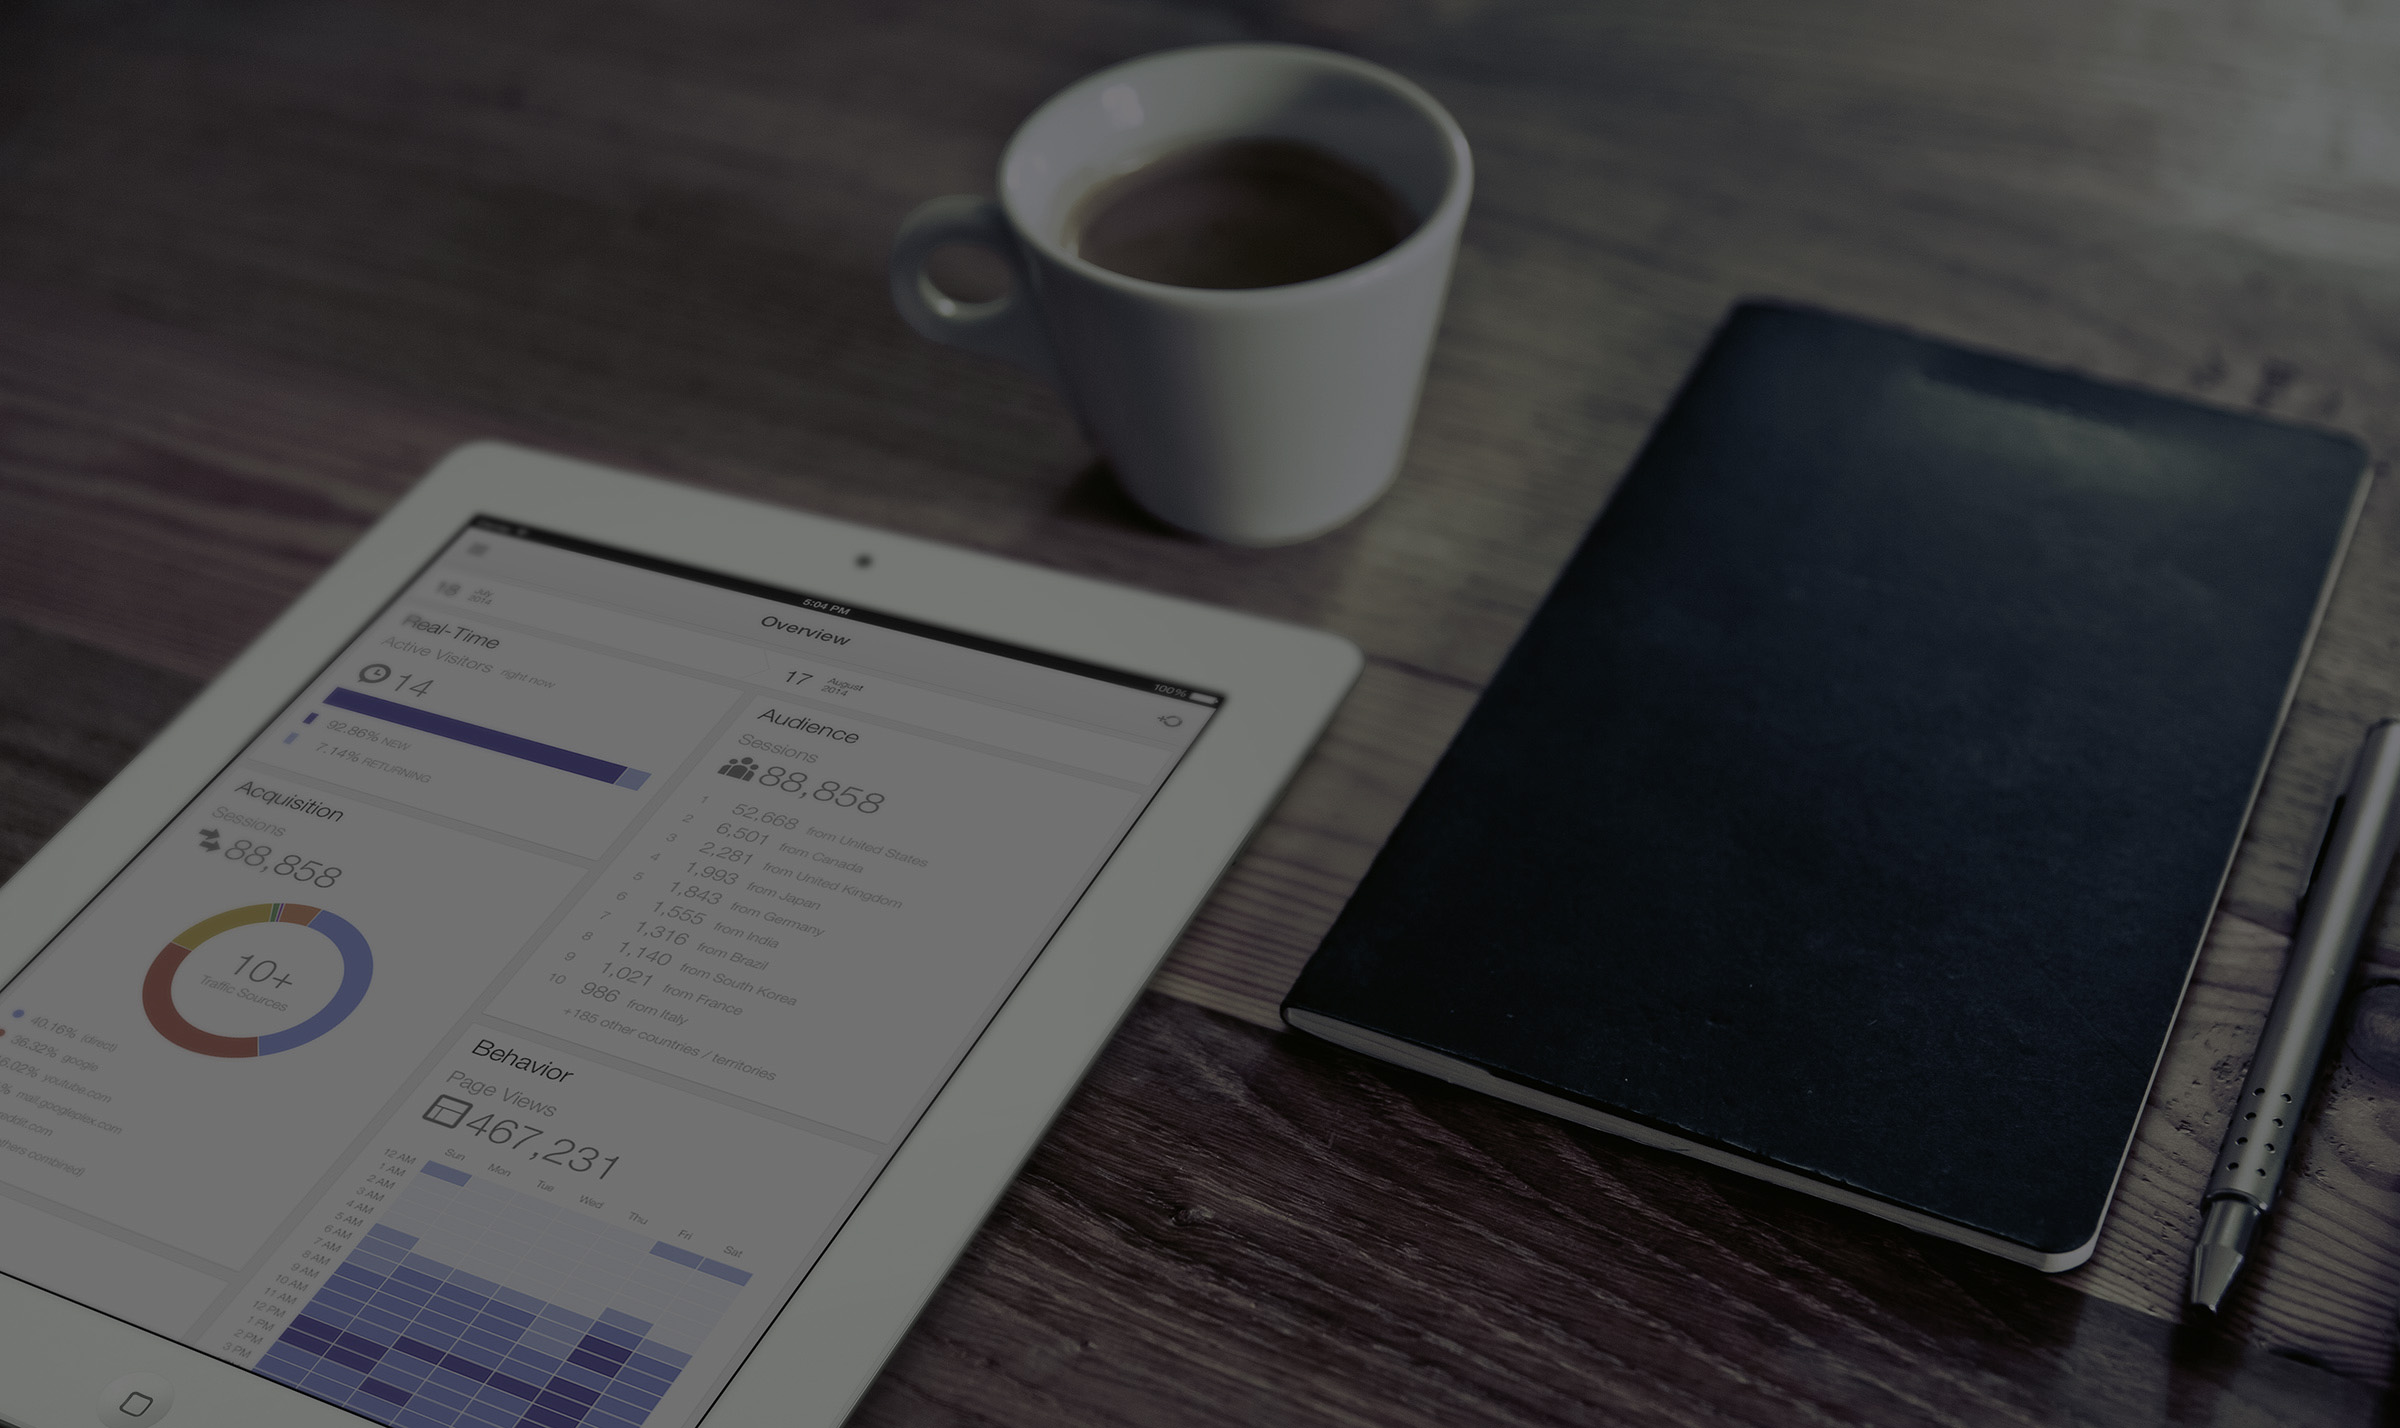 5:04 PM
100%
Overview
18 July 2014
17 August 2014
Real-Time
Active Visitors right now
14
92.86% NEW
7.14% RETURNING
Acquisition
Sessions
88,858
10+
Traffic Sources
40.16% (direct)
36.32% google
6.02% youtube.com
% mall.googleplex.com
reddit.com
thers combined)
Audience
Sessions
88,858
1 52,668 from United States
2 6,501 from Canada
3 2,281 from United Kingdom
4 1,993 from Japan
5 1,843 from Germany
6 1,555 from India
7 1,316 from Brazil
8 1,140 from South Korea
9 1,021 from France
10 986 from Italy
+185 other countries / territories
Behavior
Page Views
467,231
Sun Mon Tue Wed Thu Fri Sat
12 AM
1 AM
2 AM
3 AM
4 AM
5 AM
6 AM
7 AM
8 AM
9 AM
10 AM
11 AM
12 PM
1 PM
2 PM
3 PM